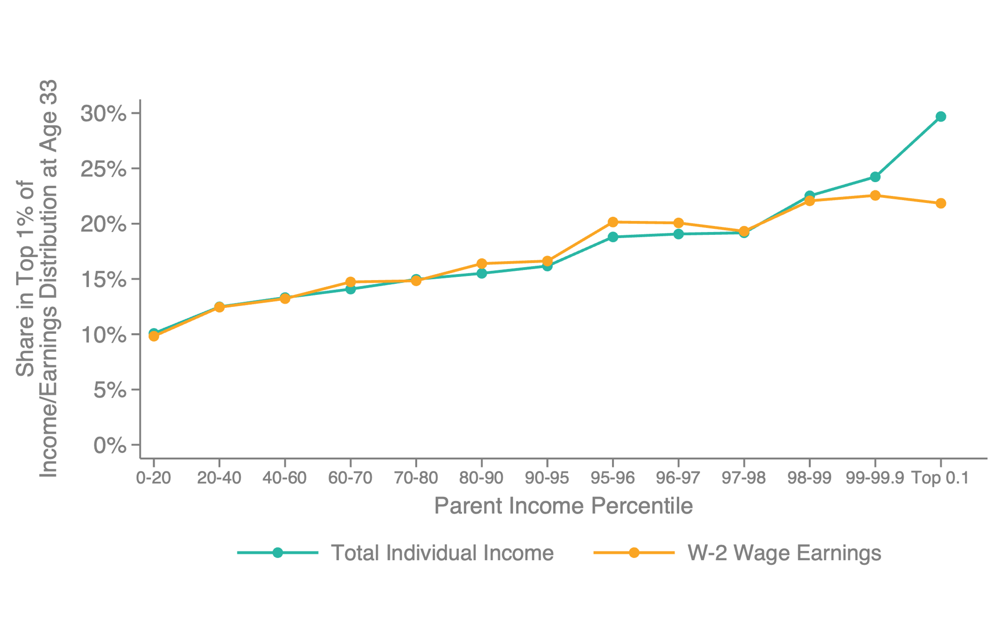 Share in Top 1% of
Income/Earnings Distribution at Age 33
30%
25%
20%
15%
10%
5%
0%
0-20 20-40 40-60 60-70 70-80 80-90 90-95 95-96 96-97 97-98 98-99 99-99.9 Top 0.1
Parent Income Percentile
Total Individual Income W-2 Wage Earnings